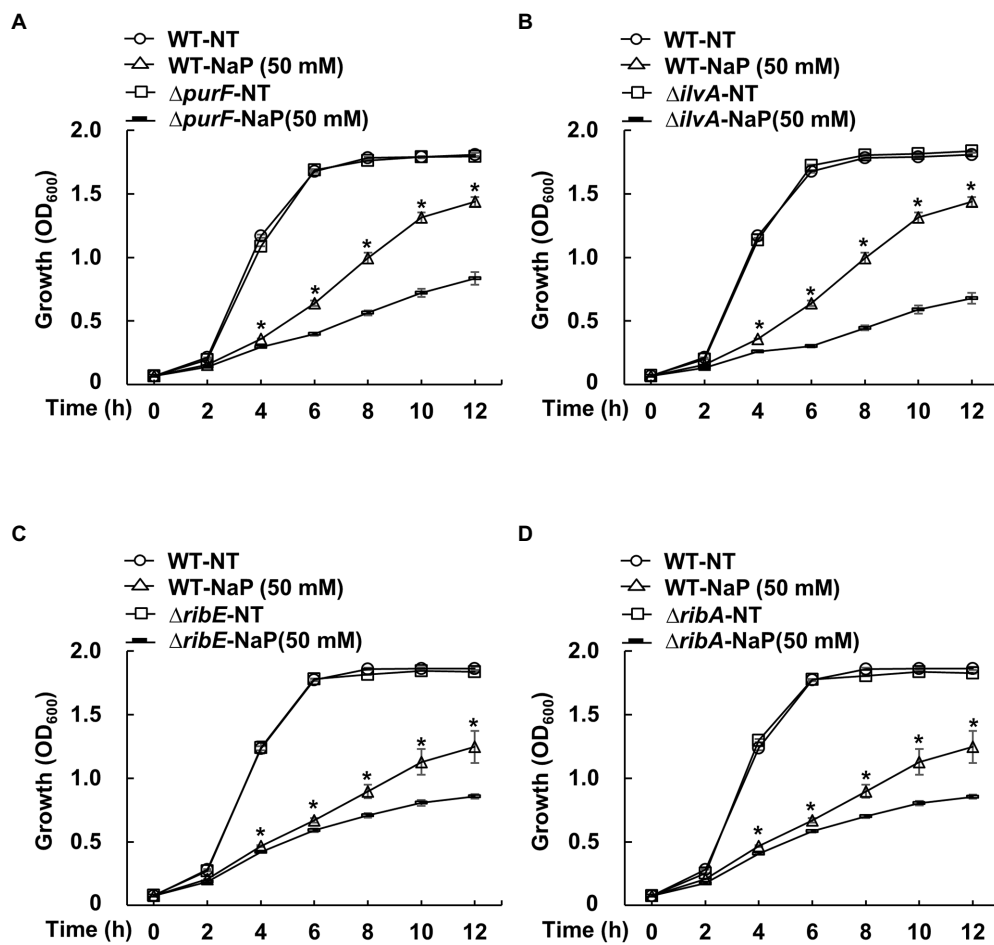 A
WT-NT
WT-NaP (50 mM)
ΔpurF-NT
ΔpurF-NaP(50 mM)
2.0
1.5
1.0
0.5
0
Growth (OD600)
* * * * *
Time (h) 0 2 4 6 8 10 12
B
WT-NT
WT-NaP (50 mM)
ΔilvA-NT
ΔilvA-NaP(50 mM)
2.0
1.5
1.0
0.5
0
Growth (OD600)
* * * * *
Time (h) 0 2 4 6 8 10 12
C
WT-NT
WT-NaP (50 mM)
ΔribE-NT
ΔribE-NaP(50 mM)
2.0
1.5
1.0
0.5
0
Growth (OD600)
* * * * *
Time (h) 0 2 4 6 8 10 12
D
WT-NT
WT-NaP (50 mM)
ΔribA-NT
ΔribA-NaP(50 mM)
2.0
1.5
1.0
0.5
0
Growth (OD600)
* * * * *
Time (h) 0 2 4 6 8 10 12